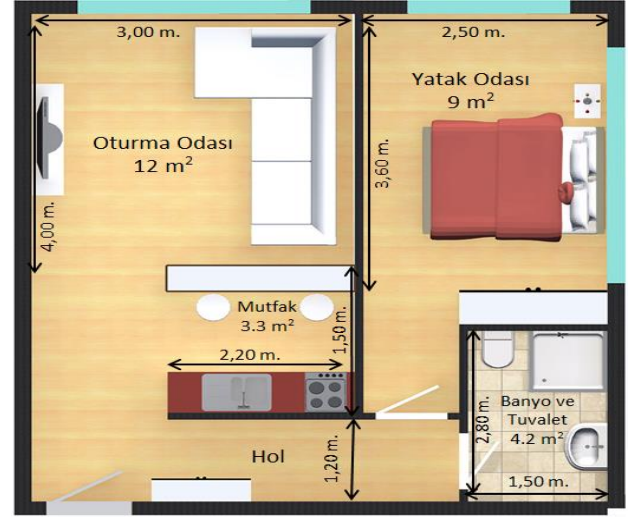 3,00 m.
2,50 m.
Oturma Odası
12 m²
Yatak Odası
9 m²
4,00 m.
3,60 m.
Mutfak
3.3 m²
2,20 m.
1,50 m.
Hol
1,20 m.
Banyo ve
Tuvalet
4.2 m²
2,80 m.
1,50 m.